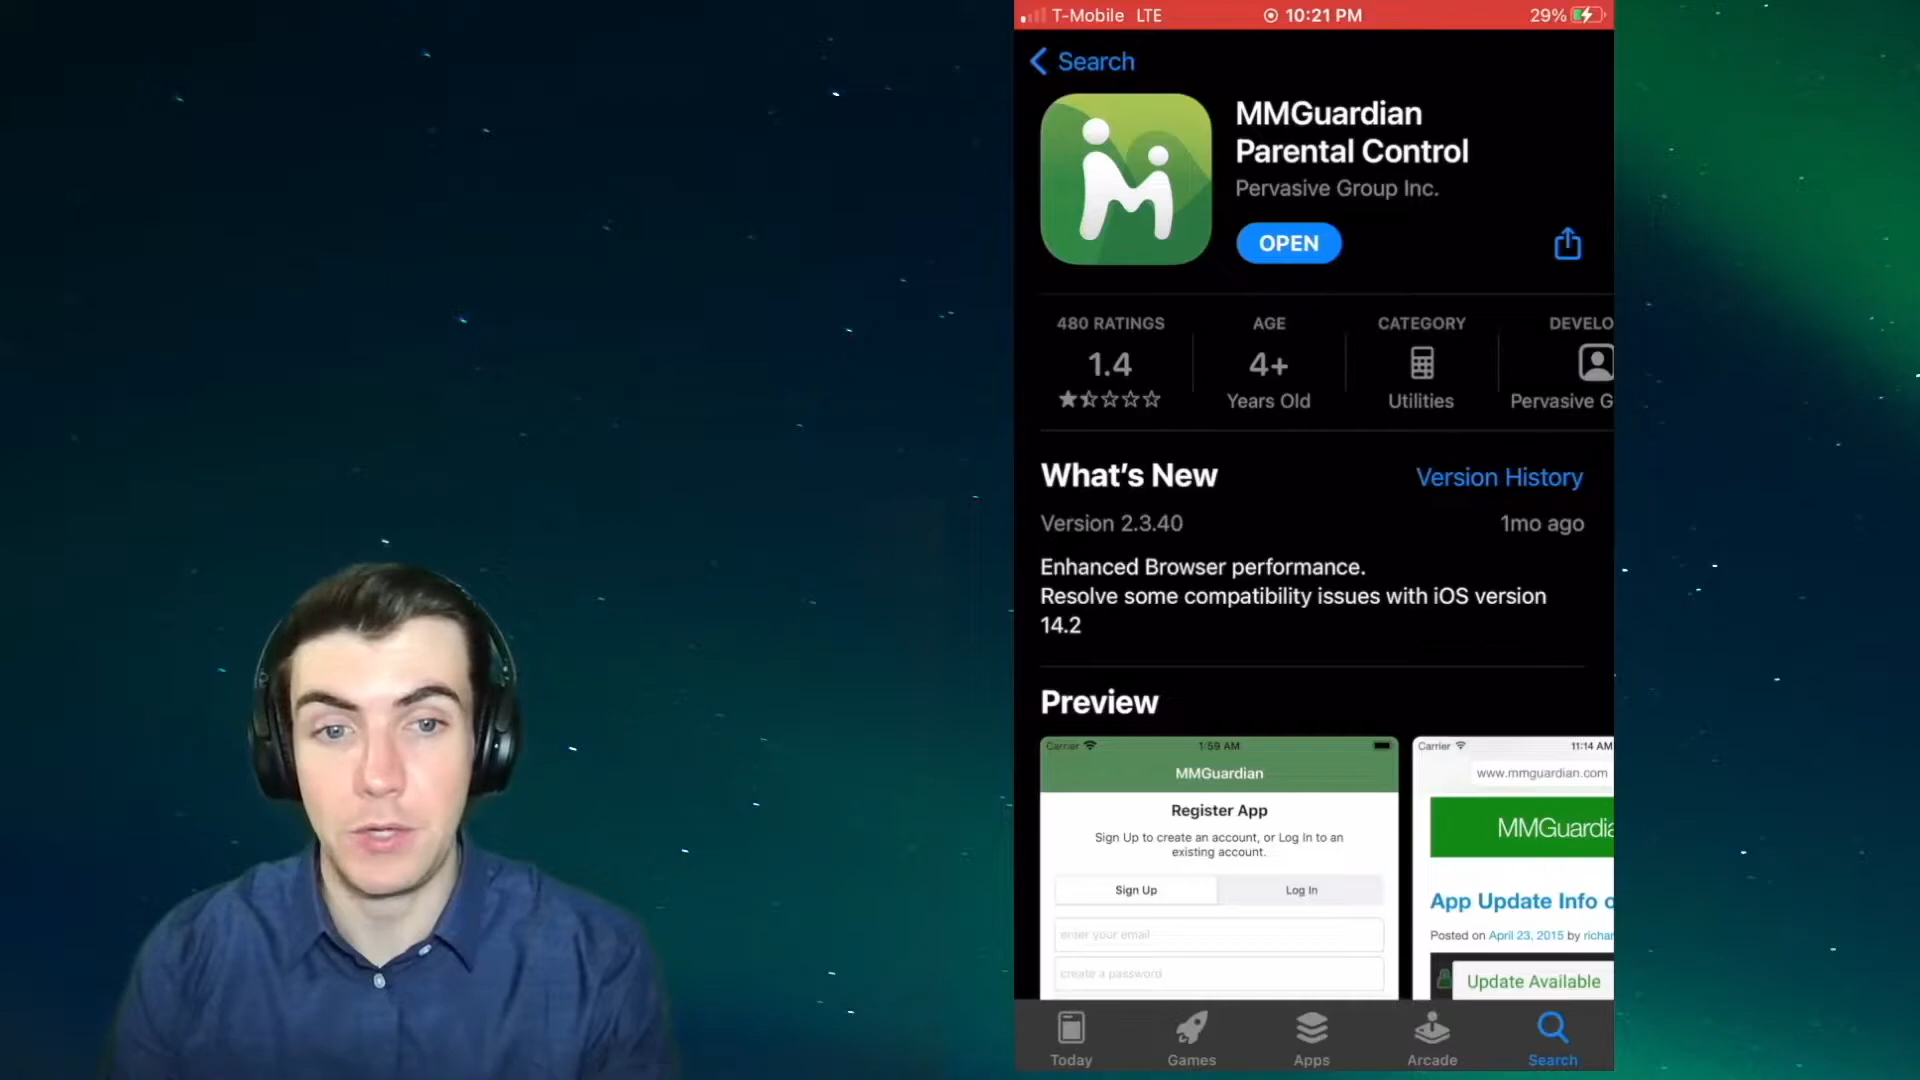 T-Mobile LTE 10:21 PM 29%
Search
MMGuardian
Parental Control
Pervasive Group Inc.
OPEN
480 RATINGS AGE CATEGORY DEVELO
1.4 4+
Years Old Utilities Pervasive G
What's New Version History
Version 2.3.40 1mo ago
Enhanced Browser performance.
Resolve some compatibility issues with iOS version
14.2
Preview
Carrier 1:59 AM
MMGuardian
Register App
Sign Up to create an account, or Log In to an
existing account.
Sign Up Log In
enter your email
create a password
Carrier 11:14 AM
www.mmguardian.com
MMGuardia
App Update Info o
Posted on April 23, 2015 by richar
Update Available
Today Games Apps Arcade Search